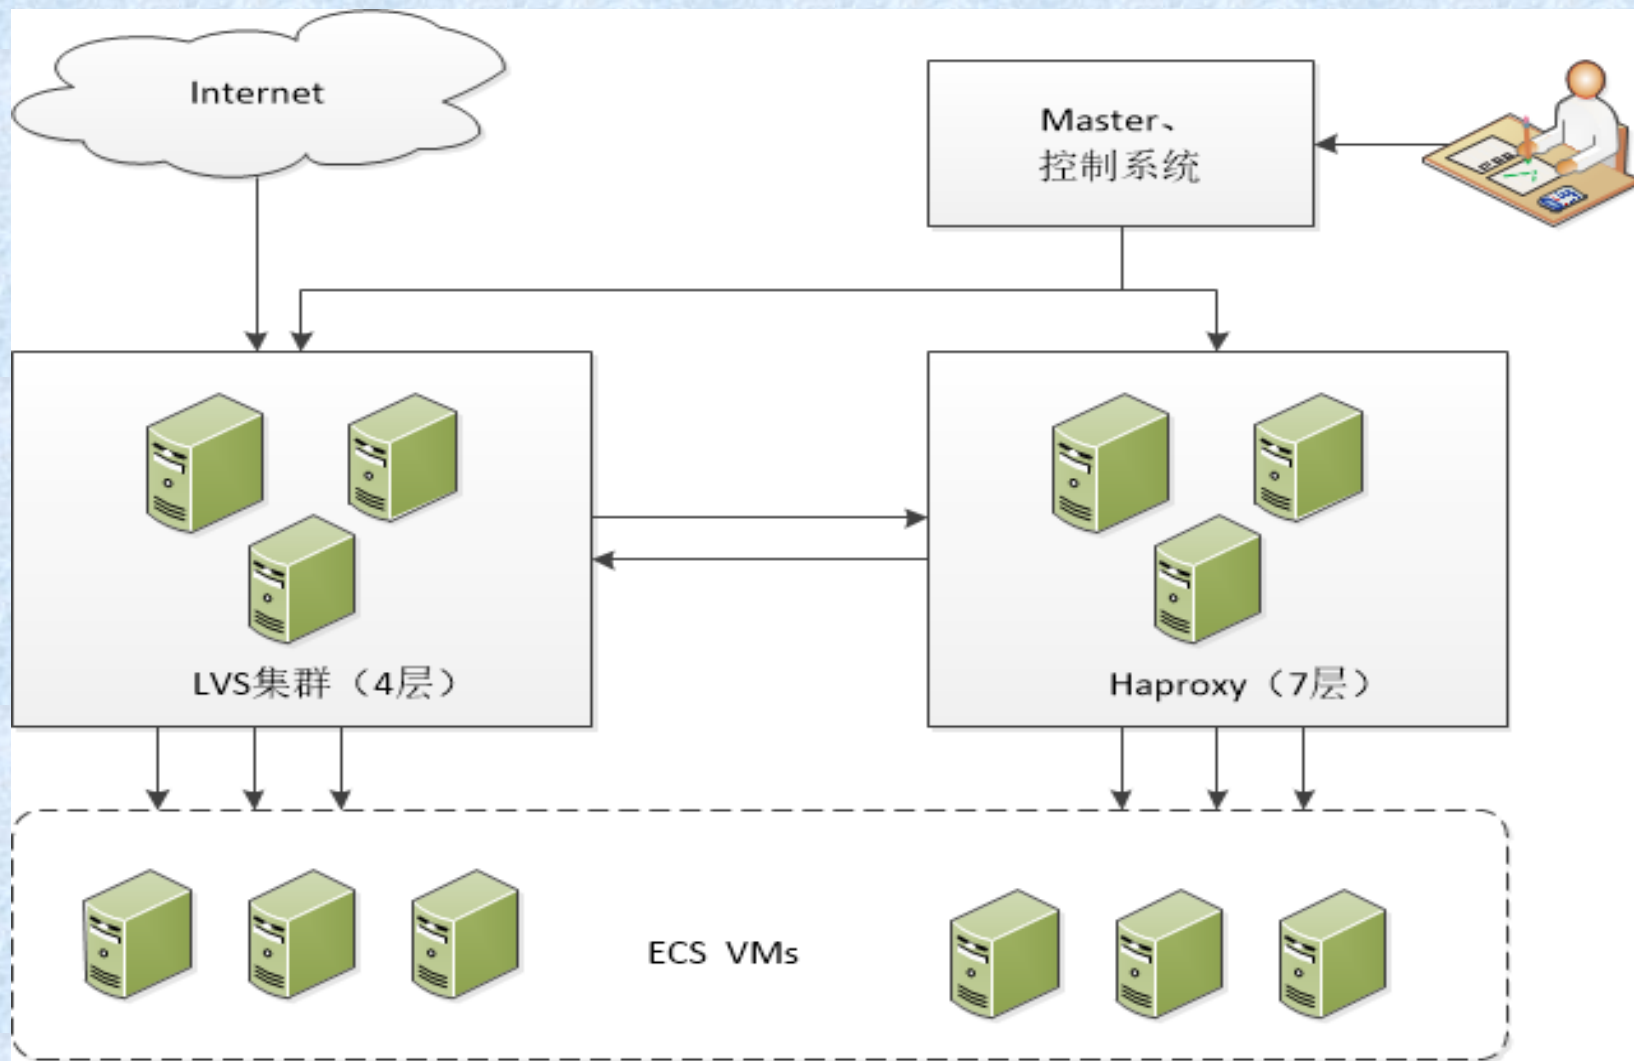 Internet
Master、
控制系统
LVS集群（4层）
Haproxy（7层）
ECS VMs